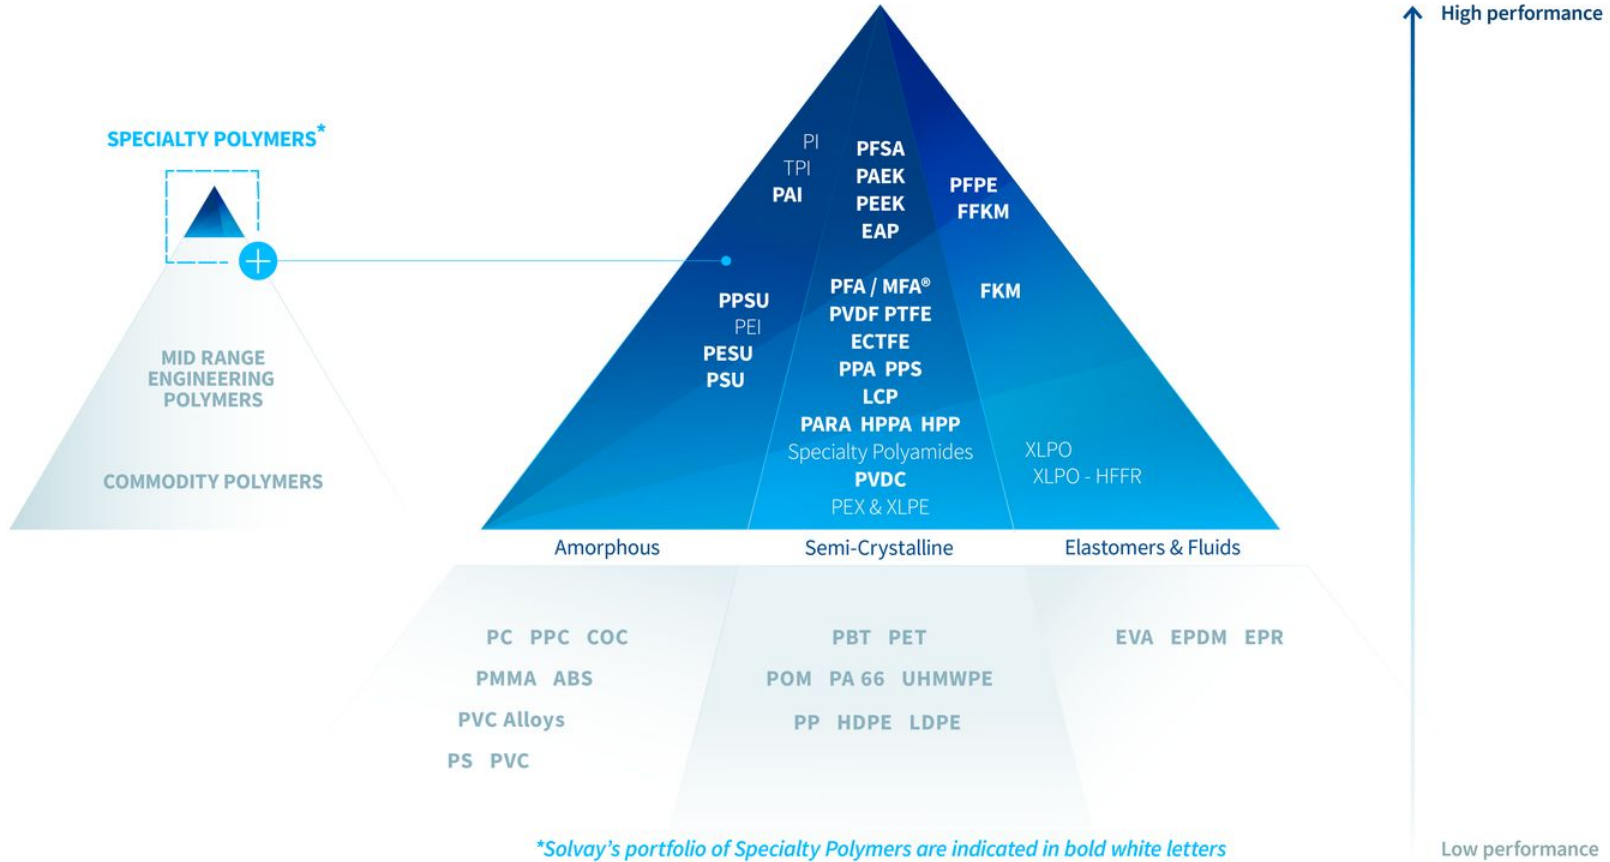 High performance
SPECIALTY POLYMERS*
MID RANGE
ENGINEERING
POLYMERS
COMMODITY POLYMERS
PI
TPI
PAI
PPSU
PEI
PESU
PSU
PFSA
PAEK
PEEK
EAP
PFA / MFA®
PVDF PTFE
ECTFE
PPA PPS
LCP
PARA HPPA HPP
Specialty Polyamides
PVDC
PEX & XLPE
PFPE
FFKM
FKM
XLPO
XLPO - HFFR
Amorphous
Semi-Crystalline
Elastomers & Fluids
PC PPC COC
PMMA ABS
PVC Alloys
PS PVC
PBT PET
POM PA 66 UHMWPE
PP HDPE LDPE
EVA EPDM EPR
*Solvay's portfolio of Specialty Polymers are indicated in bold white letters
Low performance